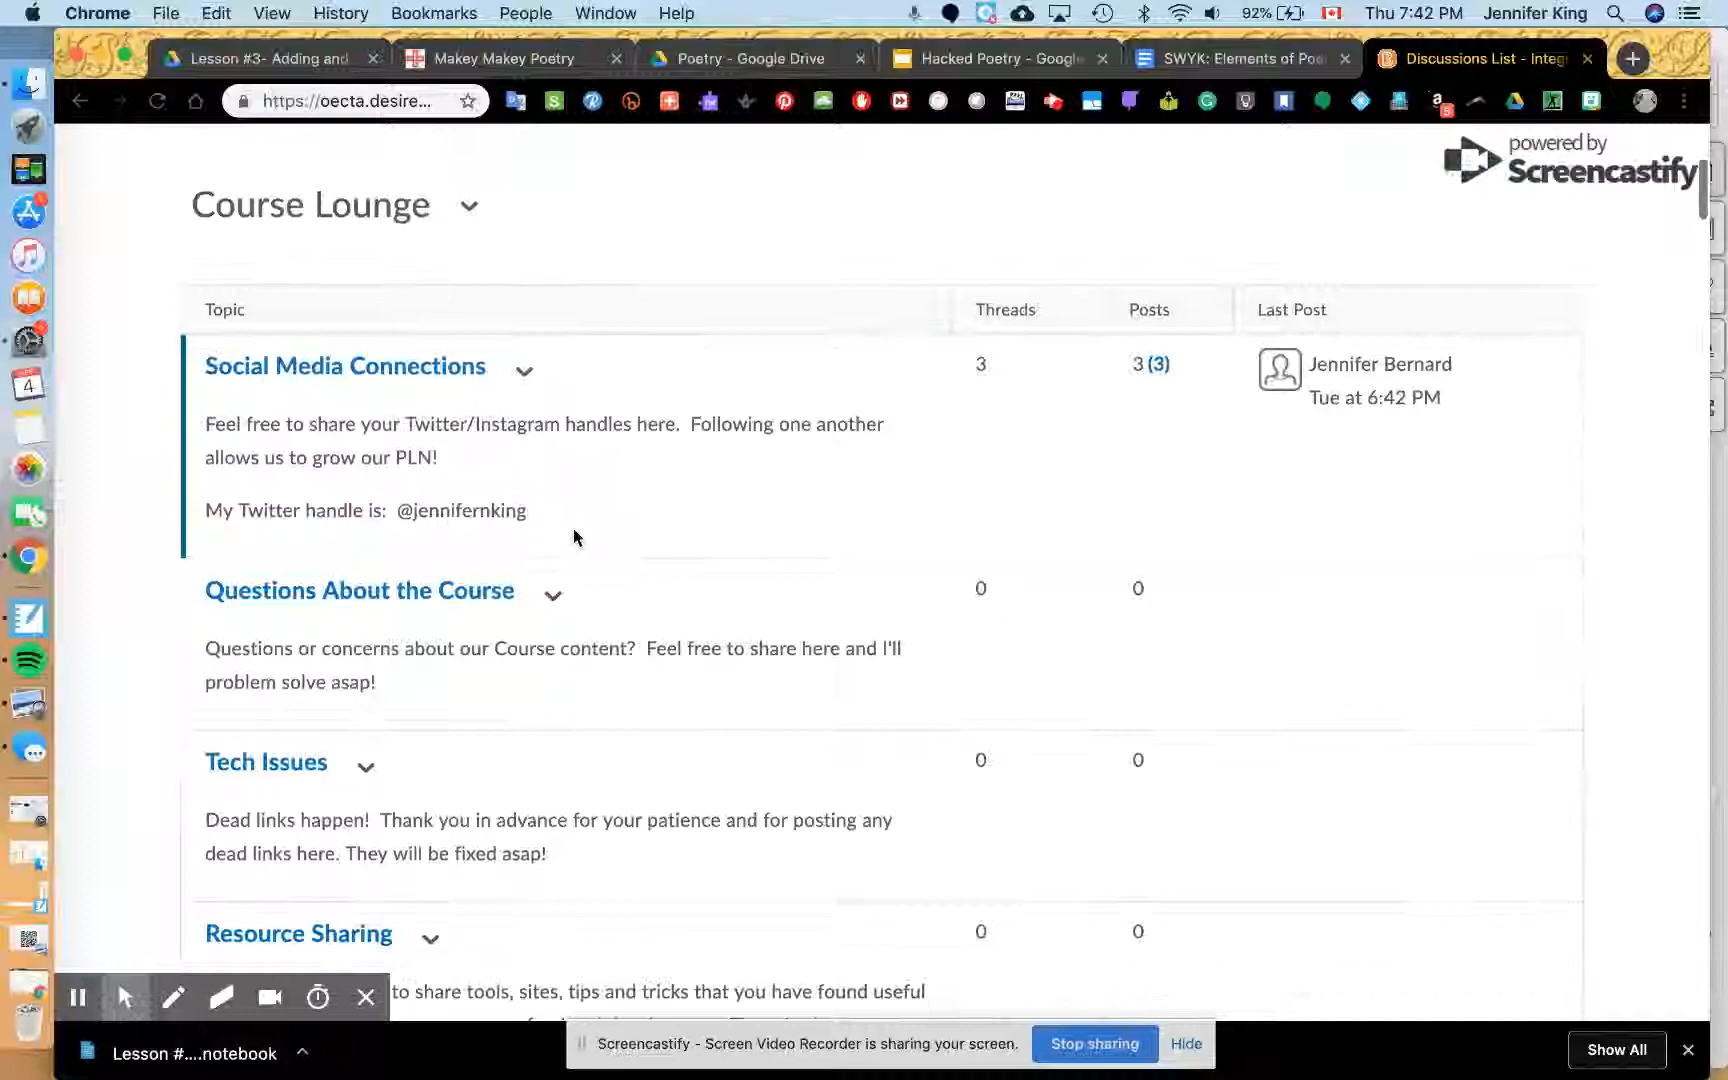 Chrome File Edit View History Bookmarks People Window Help 92% Thu 7:42 PM Jennifer King
Lesson #3- Adding and
Makey Makey Poetry
Poetry - Google Drive
Hacked Poetry - Google
SWYK: Elements of Poe
Discussions List - Integ
https://oecta.desire...
powered by
Screencastify
Course Lounge
Topic Threads Posts Last Post
Social Media Connections 3 3 (3) Jennifer Bernard
Tue at 6:42 PM
Feel free to share your Twitter/Instagram handles here. Following one another
allows us to grow our PLN!
My Twitter handle is: @jennifernking
Questions About the Course 0 0
Questions or concerns about our Course content? Feel free to share here and I'll
problem solve asap!
Tech Issues 0 0
Dead links happen! Thank you in advance for your patience and for posting any
dead links here. They will be fixed asap!
Resource Sharing 0 0
to share tools, sites, tips and tricks that you have found useful
Screencastify - Screen Video Recorder is sharing your screen. Stop sharing Hide
Lesson #....notebook Show All